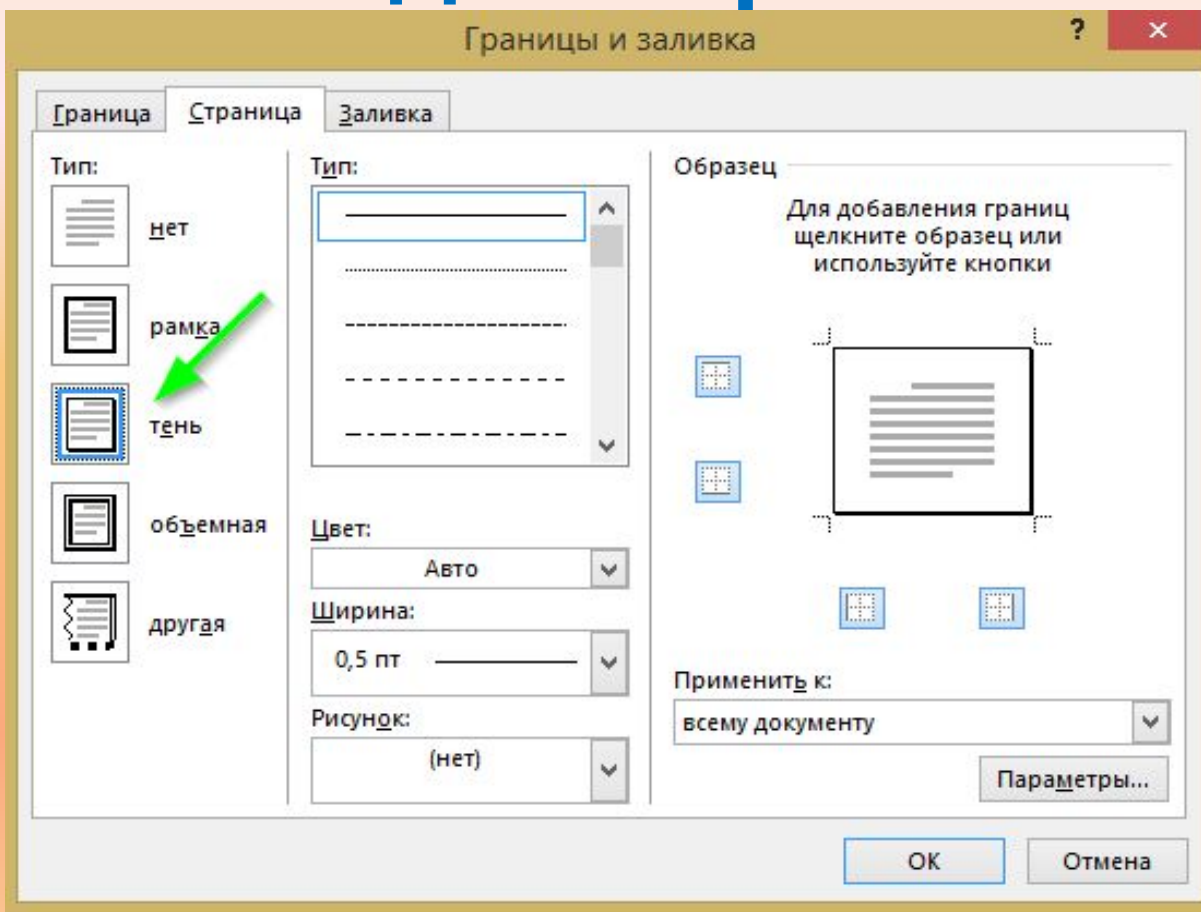 Границы и заливка
?
×
Граница
Страница
Заливка
Тип:
нет
рамка
тень
объемная
другая
Тип:
Цвет:
Авто
Ширина:
0,5 пт
Рисунок:
(нет)
Образец
Для добавления границ
щелкните образец или
используйте кнопки
Применить к:
всему документу
Параметры...
ОК
Отмена